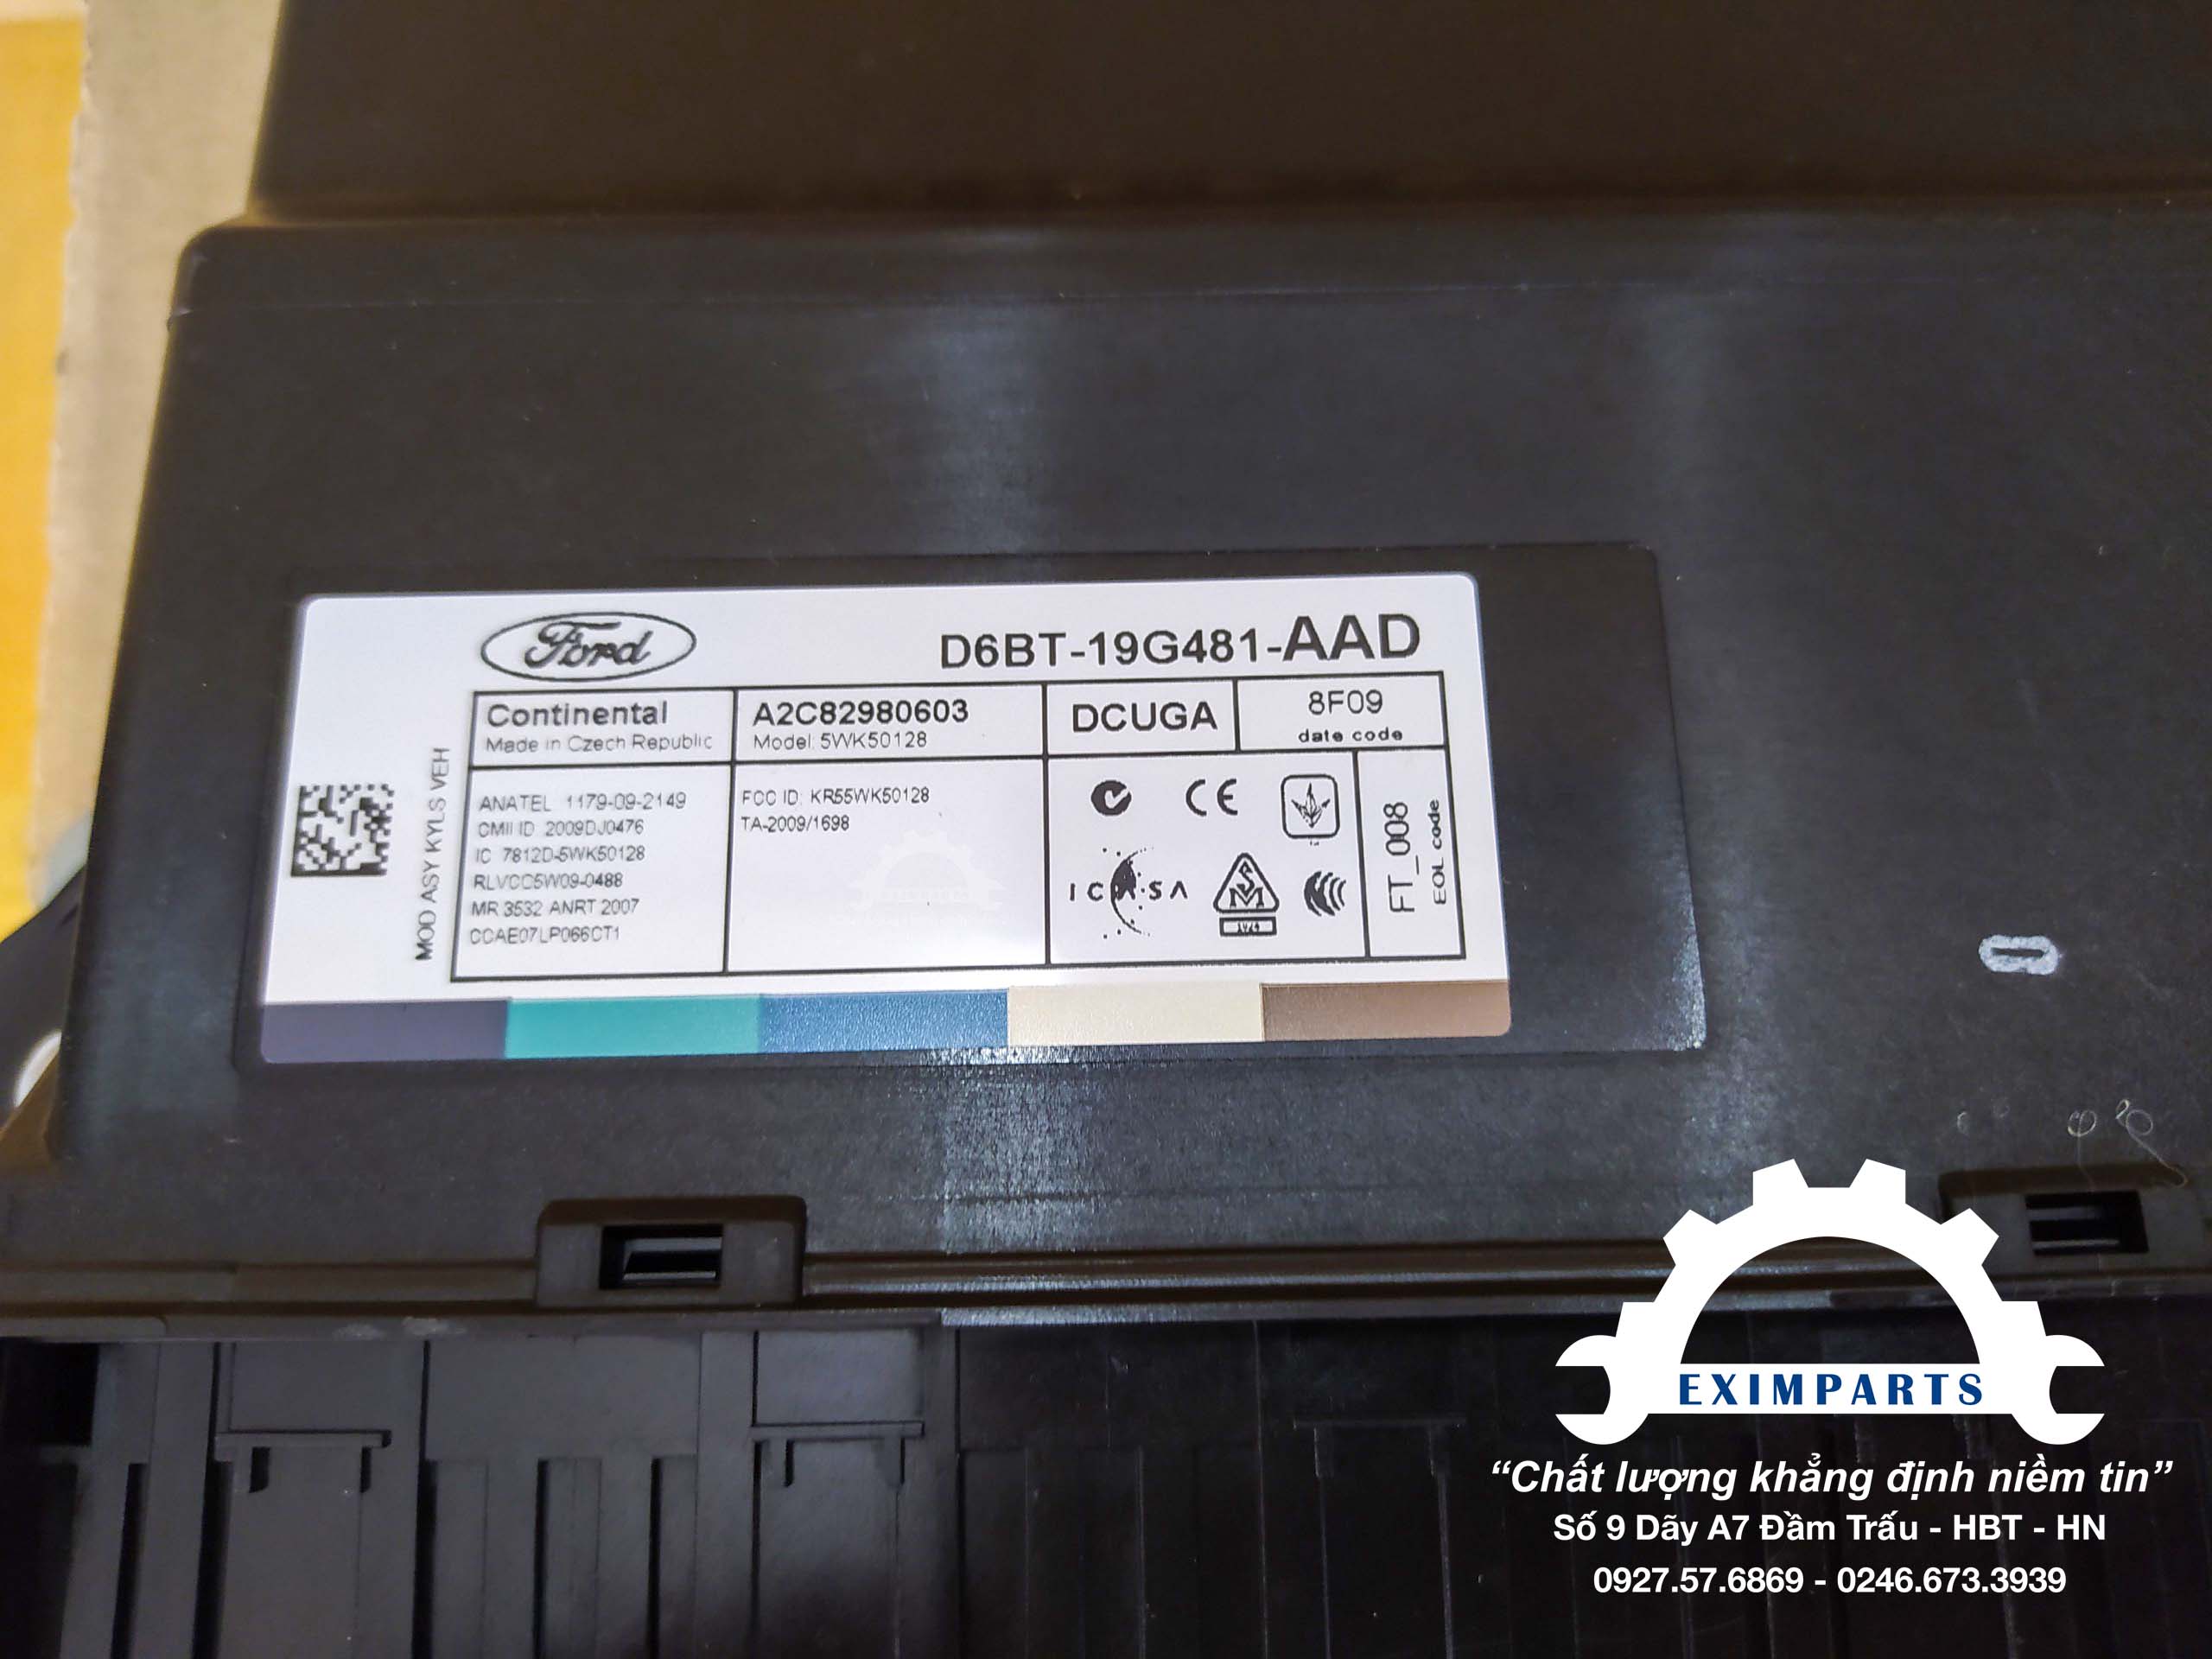 Ford
D6BT-19G481-AAD
Continental
Made in Czech Republic
A2C82980603
Model: 5WK50128
DCUGA
8F09
date code
MOD ASY KYLS VEH
ANATEL 1179-09-2149
CMII ID 2009DJ0476
IC 7812D-5WK50128
RLVCC5W09-0488
MR 3532 ANRT 2007
CCAE07LP066CT1
FCC ID: KR55WK50128
TA-2009/1698
CE
ICASA
FT_008
EOL code
0
EXIMPARTS
“Chất lượng khẳng định niềm tin”
Số 9 Dãy A7 Đầm Trấu - HBT - HN
0927.57.6869 - 0246.673.3939